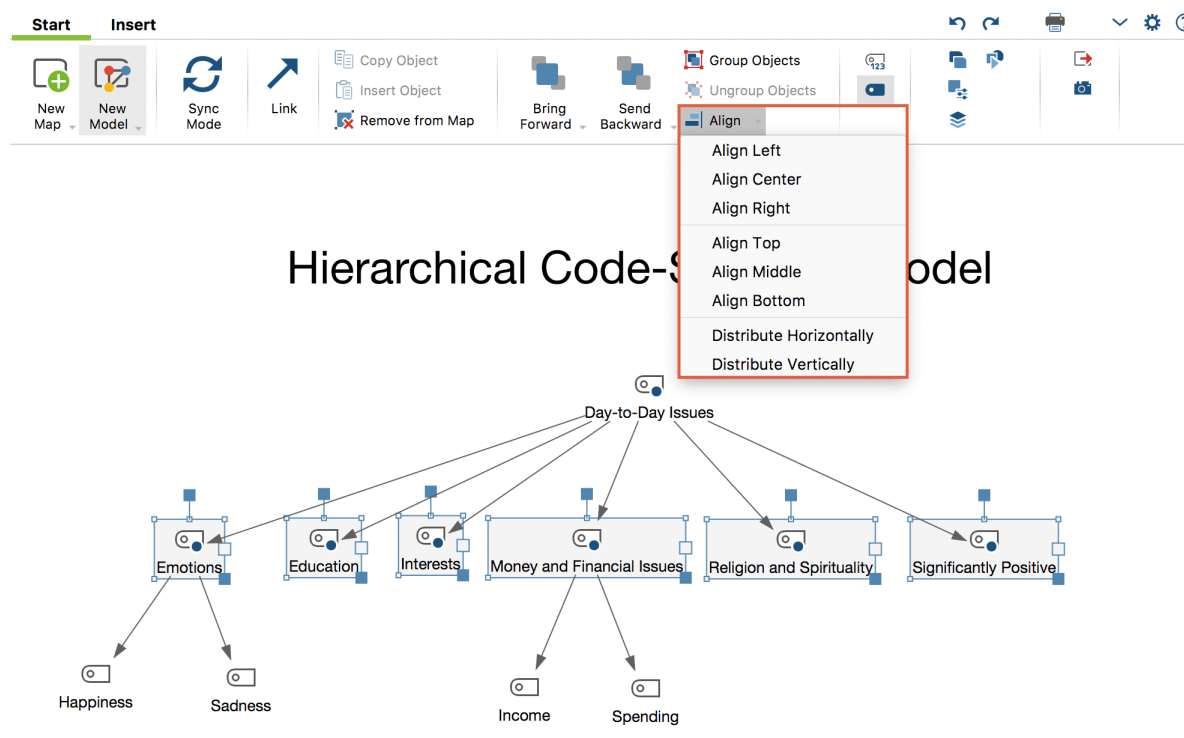 Start Insert
New Map
New Model
Sync Mode
Link
Copy Object
Insert Object
Remove from Map
Bring Forward
Send Backward
Group Objects
Ungroup Objects
Align
123
Align Left
Align Center
Align Right
Align Top
Align Middle
Align Bottom
Distribute Horizontally
Distribute Vertically
Hierarchical Code-S odel
Day-to-Day Issues
Emotions Education Interests Money and Financial Issues Religion and Spirituality Significantly Positive
Happiness Sadness
Income Spending